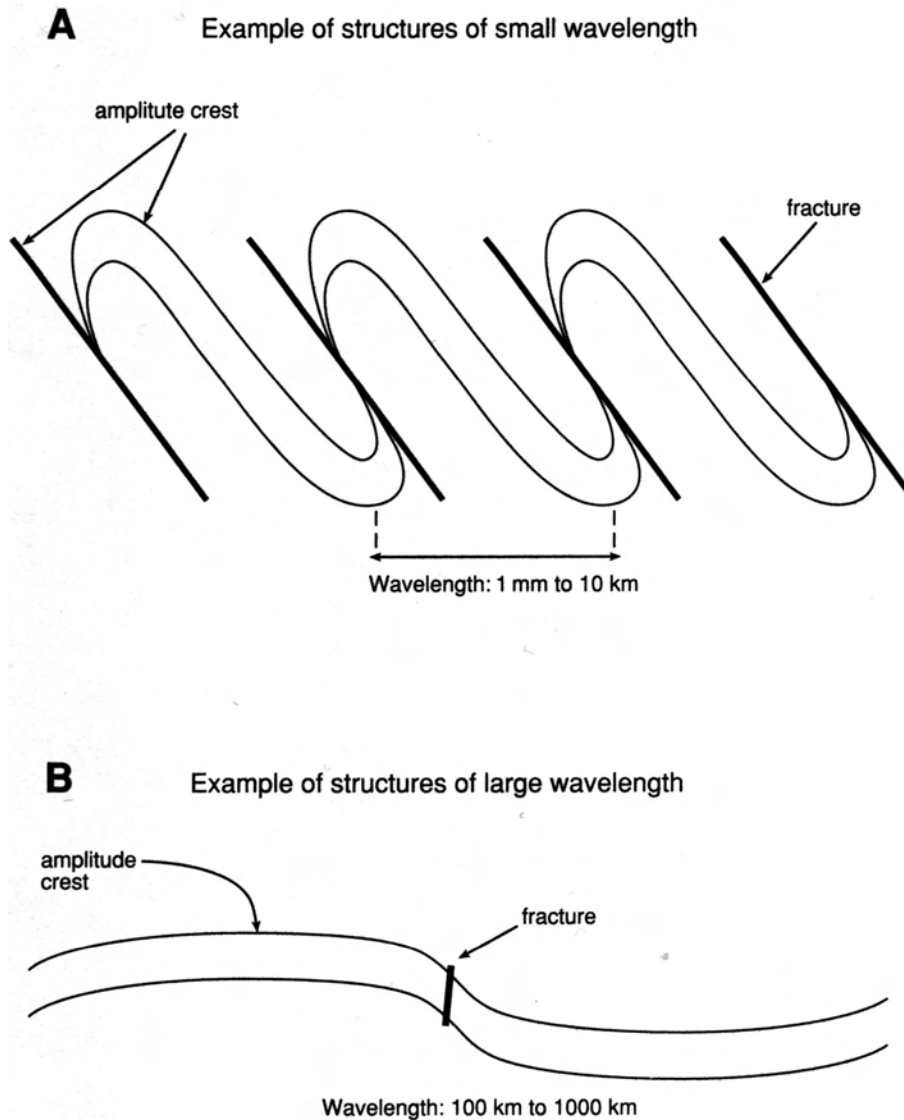 A Example of structures of small wavelength
amplitute crest
fracture
Wavelength: 1 mm to 10 km
B Example of structures of large wavelength
amplitude
crest
fracture
Wavelength: 100 km to 1000 km